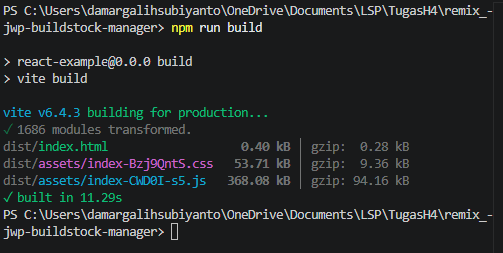 PS C:\Users\damargalihsubiyanto\OneDrive\Documents\LSP\TugasH4\remix_-
jwp-buildstock-manager> npm run build

> react-example@0.0.0 build
> vite build

vite v6.4.3 building for production...
✓ 1686 modules transformed.
dist/index.html                  0.40 kB │ gzip:  0.28 kB
dist/assets/index-Bzj9QntS.css  53.71 kB │ gzip:  9.36 kB
dist/assets/index-CWD0I-s5.js  368.08 kB │ gzip: 94.16 kB
✓ built in 11.29s
PS C:\Users\damargalihsubiyanto\OneDrive\Documents\LSP\TugasH4\remix_-
jwp-buildstock-manager>